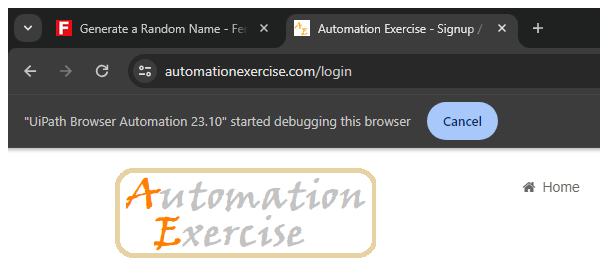 Generate a Random Name - Fe
Automation Exercise - Signup /
automationexercise.com/login
"UiPath Browser Automation 23.10" started debugging this browser
Cancel
Automation
Exercise
Home